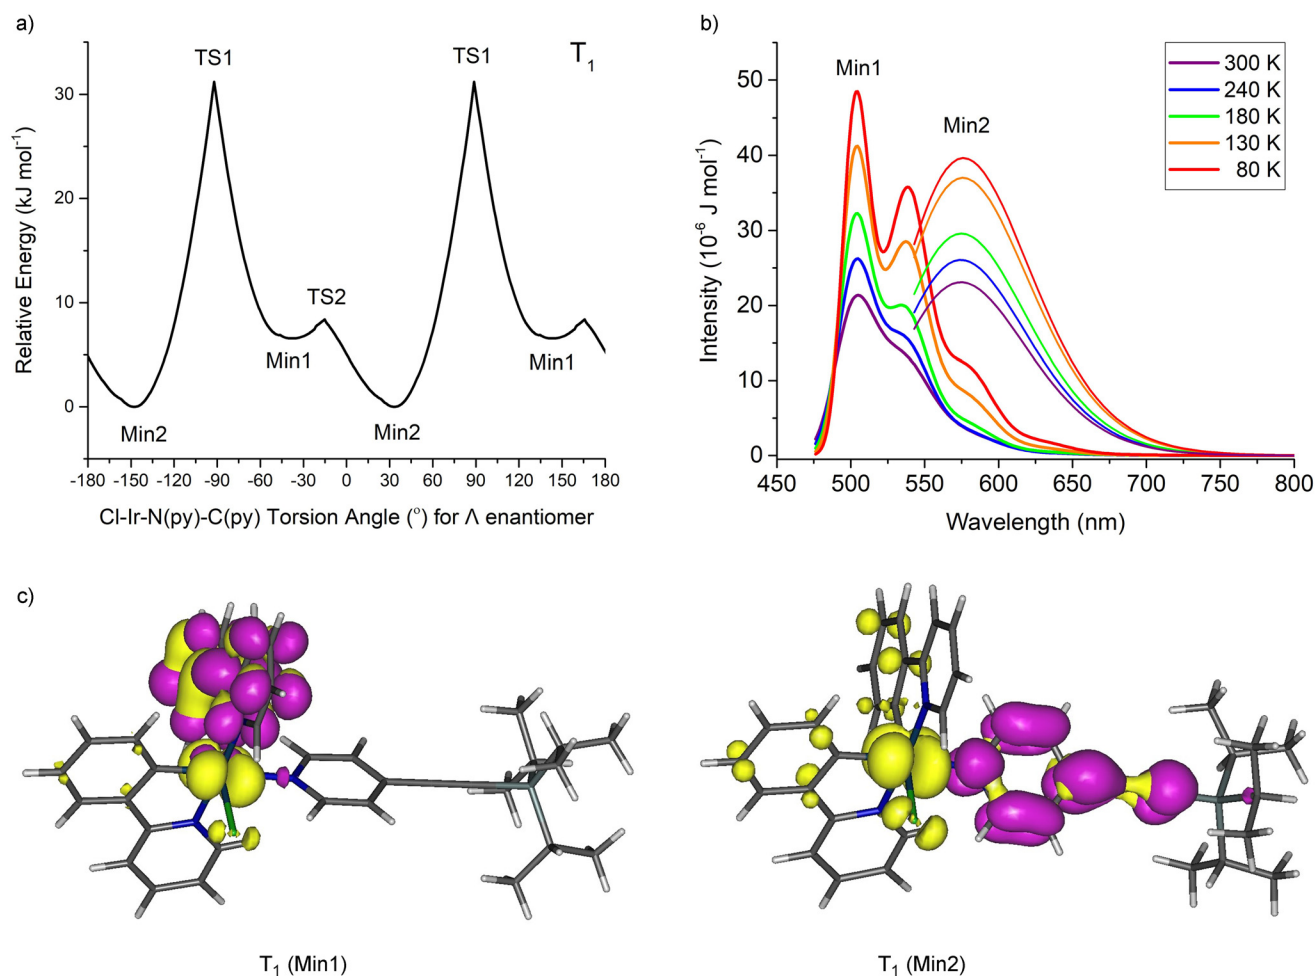 a)
T₁
TS1
TS1
30
20
10
0
Relative Energy (kJ mol⁻¹)
Min2
Min1
TS2
Min2
Min1
-180 -150 -120 -90 -60 -30 0 30 60 90 120 150 180
Cl-Ir-N(py)-C(py) Torsion Angle (°) for Λ enantiomer
b)
Min1
Min2
300 K
240 K
180 K
130 K
80 K
50
40
30
20
10
0
Intensity (10⁻⁶ J mol⁻¹)
450 500 550 600 650 700 750 800
Wavelength (nm)
c)
T₁ (Min1)
T₁ (Min2)